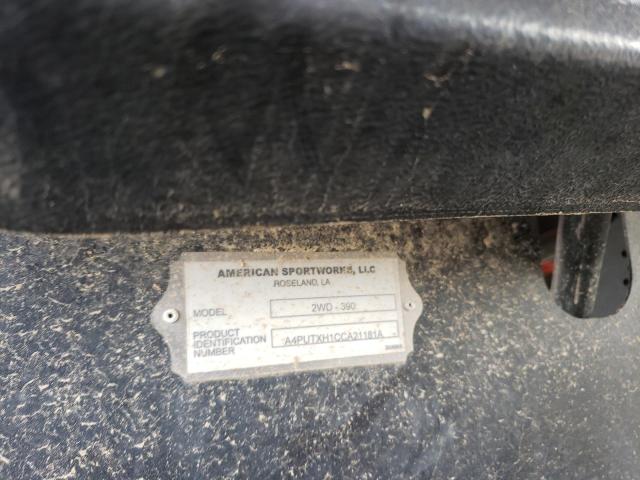 AMERICAN SPORTWORKS, LLC
ROSELAND, LA
MODEL 2WD - 390
PRODUCT
IDENTIFICATION A4PUTXH1CCA21181A
NUMBER